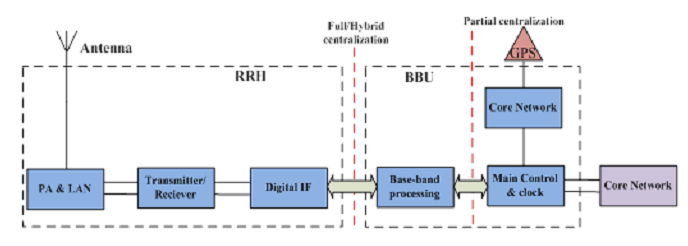 Full/Hybrid
centralization
Partial centralization
Antenna
GPS
RRH
BBU
Core Network
PA & LAN
Transmitter/
Reciever
Digital IF
Base-band
processing
Main Control
& clock
Core Network